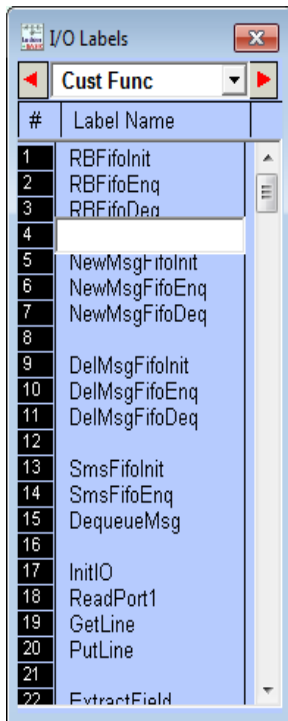 I/O Labels
Cust Func
# Label Name
1 RBFifoInit
2 RBFifoEnq
3 RBFifoDeq
4
5 NewMsgFifoInit
6 NewMsgFifoEnq
7 NewMsgFifoDeq
8
9 DelMsgFifoInit
10 DelMsgFifoEnq
11 DelMsgFifoDeq
12
13 SmsFifoInit
14 SmsFifoEnq
15 DequeueMsg
16
17 InitIO
18 ReadPort1
19 GetLine
20 PutLine
21
22 ExtractField